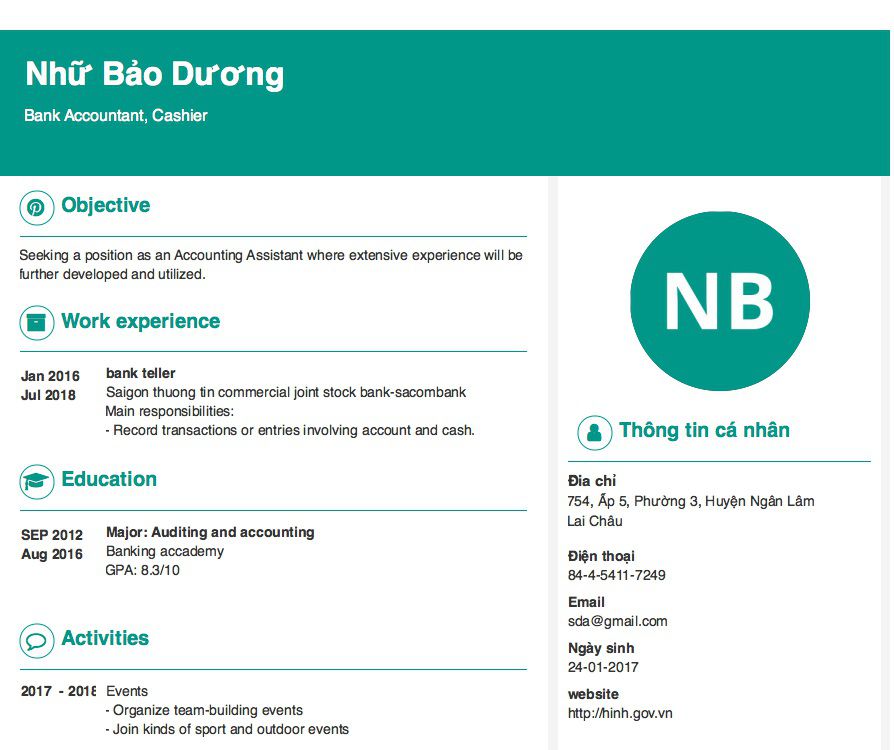 Nhữ Bảo Dương
Bank Accountant, Cashier
Objective
Seeking a position as an Accounting Assistant where extensive experience will be
further developed and utilized.
Work experience
Jan 2016
Jul 2018
bank teller
Saigon thuong tin commercial joint stock bank-sacombank
Main responsibilities:
- Record transactions or entries involving account and cash.
Education
SEP 2012
Aug 2016
Major: Auditing and accounting
Banking accademy
GPA: 8.3/10
Activities
2017 - 2018
Events
- Organize team-building events
- Join kinds of sport and outdoor events
NB
Thông tin cá nhân
Đia chỉ
754, Ấp 5, Phường 3, Huyện Ngân Lâm
Lai Châu
Điện thoại
84-4-5411-7249
Email
sda@gmail.com
Ngày sinh
24-01-2017
website
http://hinh.gov.vn